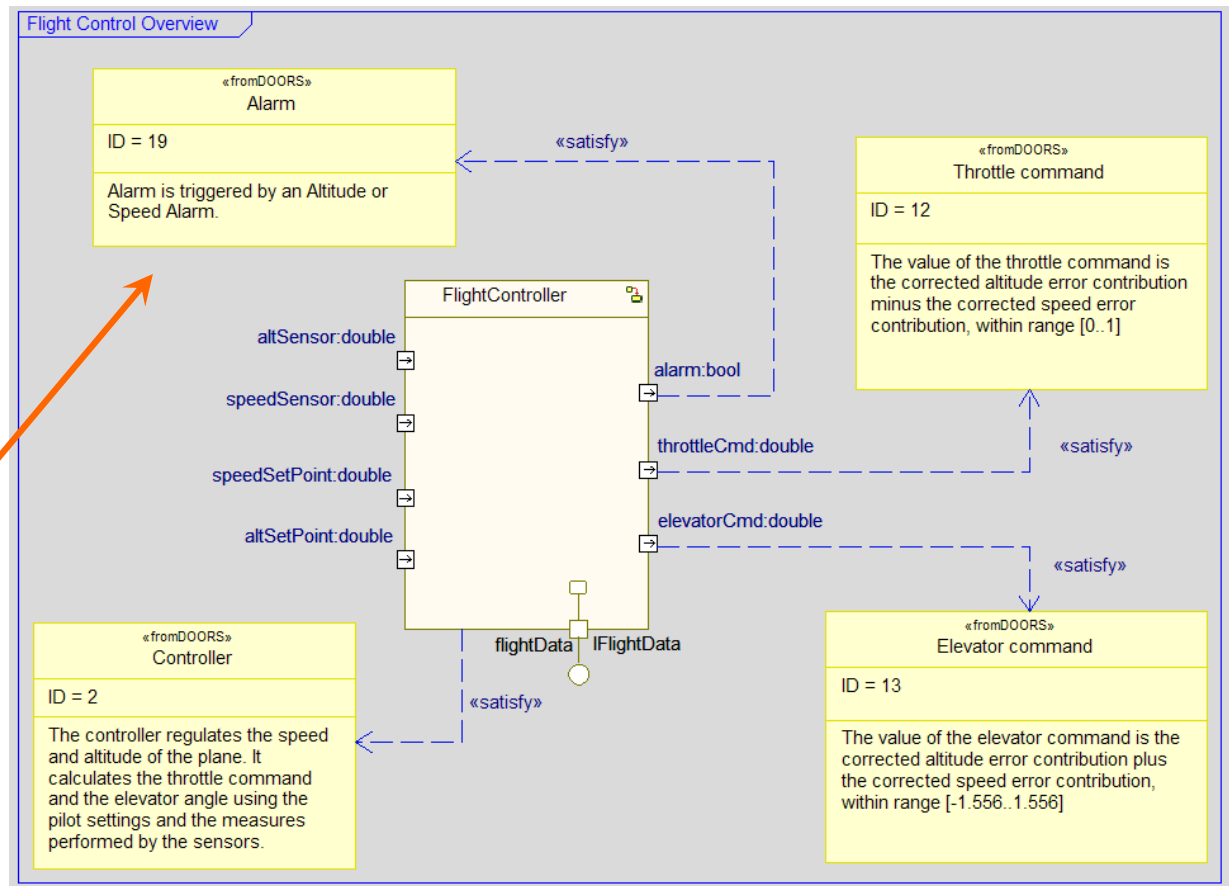 Flight Control Overview
«fromDOORS»
Alarm
ID = 19
Alarm is triggered by an Altitude or
Speed Alarm.
«satisfy»
«fromDOORS»
Throttle command
ID = 12
The value of the throttle command is
the corrected altitude error contribution
minus the corrected speed error
contribution, within range [0..1]
FlightController
altSensor:double
speedSensor:double
speedSetPoint:double
altSetPoint:double
alarm:bool
throttleCmd:double
«satisfy»
elevatorCmd:double
«satisfy»
flightData
IFlightData
«satisfy»
«fromDOORS»
Controller
ID = 2
The controller regulates the speed
and altitude of the plane. It
calculates the throttle command
and the elevator angle using the
pilot settings and the measures
performed by the sensors.
«fromDOORS»
Elevator command
ID = 13
The value of the elevator command is the
corrected altitude error contribution plus
the corrected speed error contribution,
within range [-1.556..1.556]